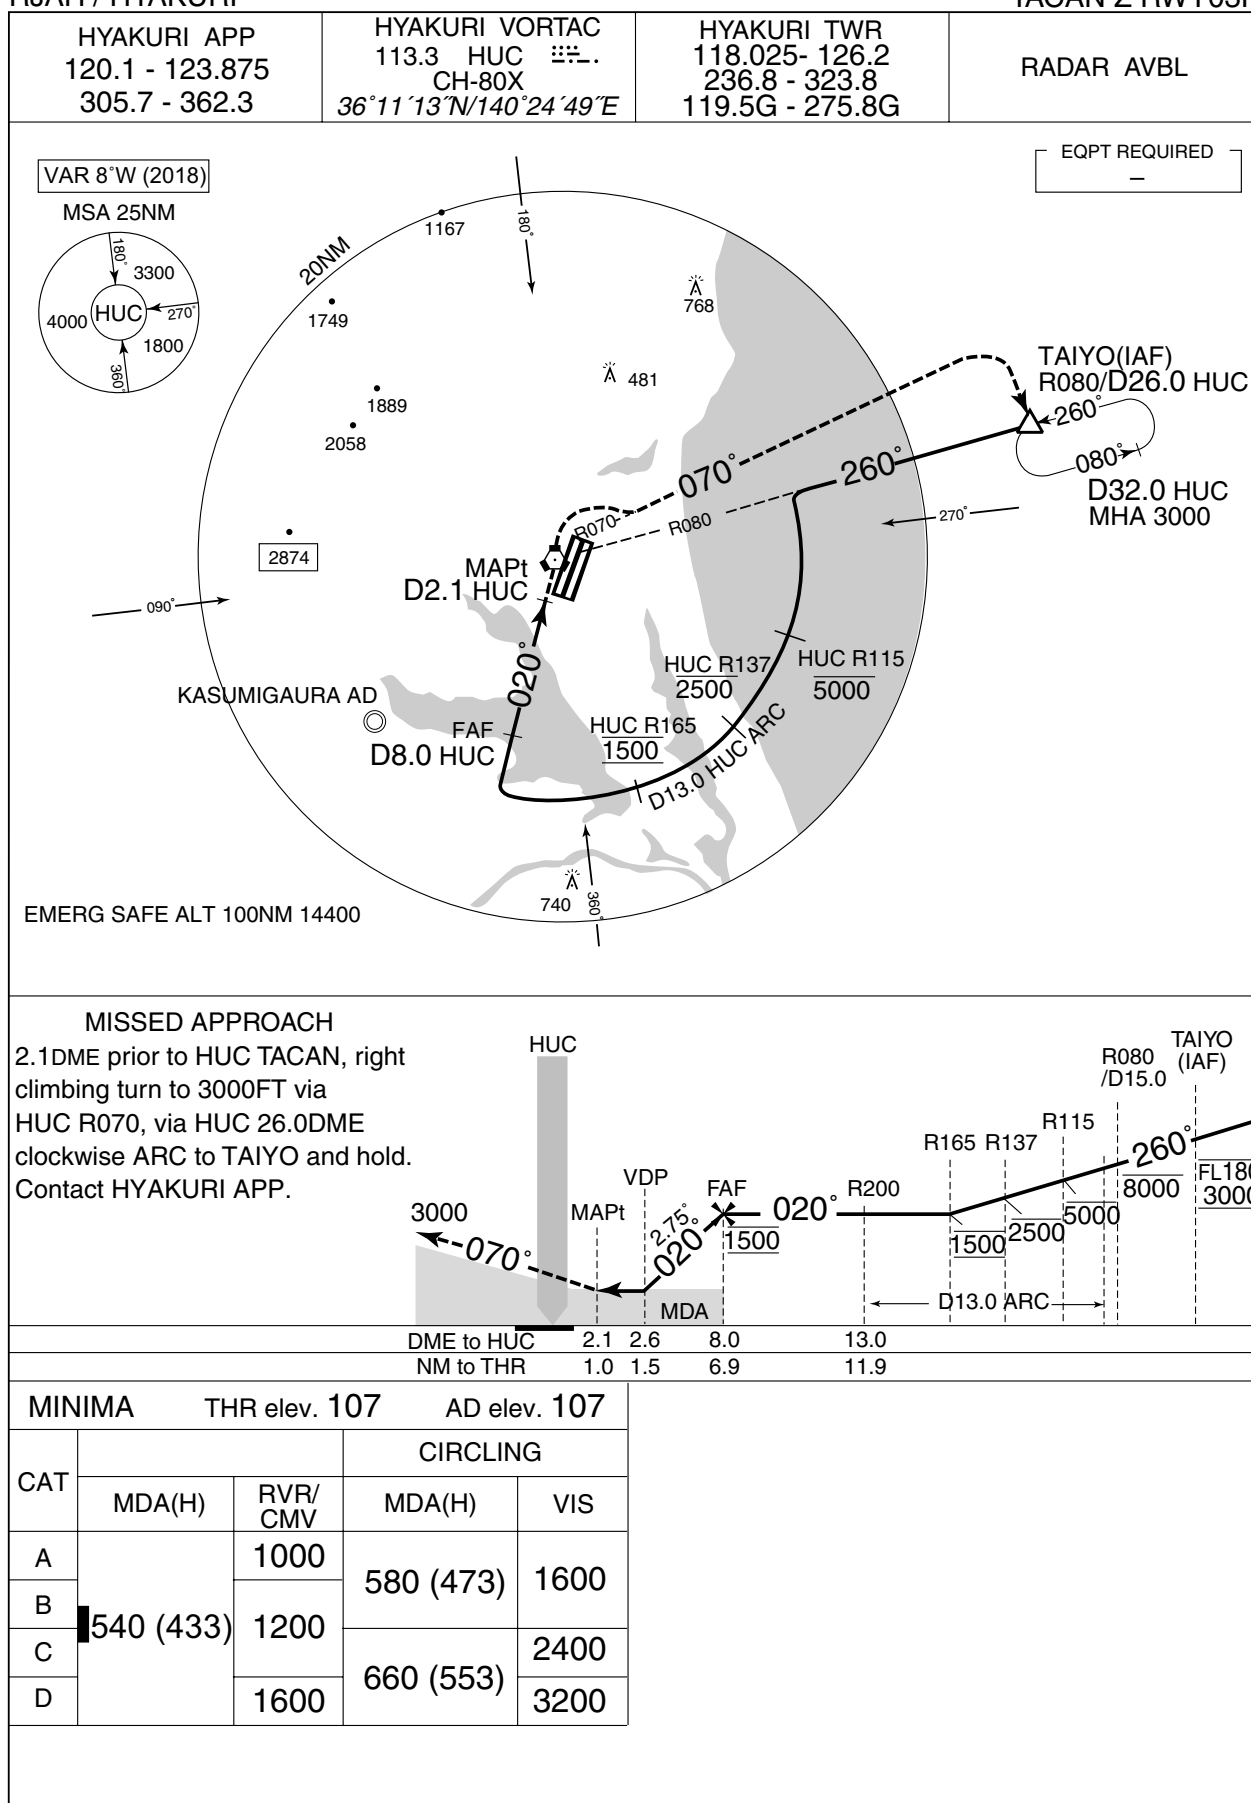 HYAKURI APP
120.1 - 123.875
305.7 - 362.3
HYAKURI VORTAC
113.3 HUC
CH-80X
36°11´13˝N/140°24´49˝E
HYAKURI TWR
118.025- 126.2
236.8 - 323.8
119.5G - 275.8G
RADAR AVBL
VAR 8°W (2018)
MSA 25NM
180°
3300
4000
HUC
270°
1800
360°
EQPT REQUIRED
–
1167
180°
20NM
1749
768
481
1889
2058
TAIYO(IAF)
R080/D26.0 HUC
260°
080°
D32.0 HUC
MHA 3000
070°
260°
R070
R080
270°
2874
MAPt
D2.1 HUC
090°
020°
HUC R137
2500
HUC R115
5000
KASUMIGAURA AD
FAF
D8.0 HUC
HUC R165
1500
D13.0 HUC ARC
740
360°
EMERG SAFE ALT 100NM 14400
MISSED APPROACH
2.1DME prior to HUC TACAN, right
climbing turn to 3000FT via
HUC R070, via HUC 26.0DME
clockwise ARC to TAIYO and hold.
Contact HYAKURI APP.
HUC
TAIYO
(IAF)
R080
/D15.0
R115
R165 R137
260°
VDP
FAF
R200
8000
3000
MAPt
2.75°
020°
020°
1500
1500
2500
5000
070°
D13.0 ARC
MDA
DME to HUC 2.1 2.6 8.0 13.0
NM to THR 1.0 1.5 6.9 11.9
MINIMA THR elev. 107 AD elev. 107
CAT
CIRCLING
MDA(H)
RVR/
CMV
MDA(H)
VIS
A
1000
580 (473)
1600
B
540 (433)
1200
C
660 (553)
2400
D
1600
3200